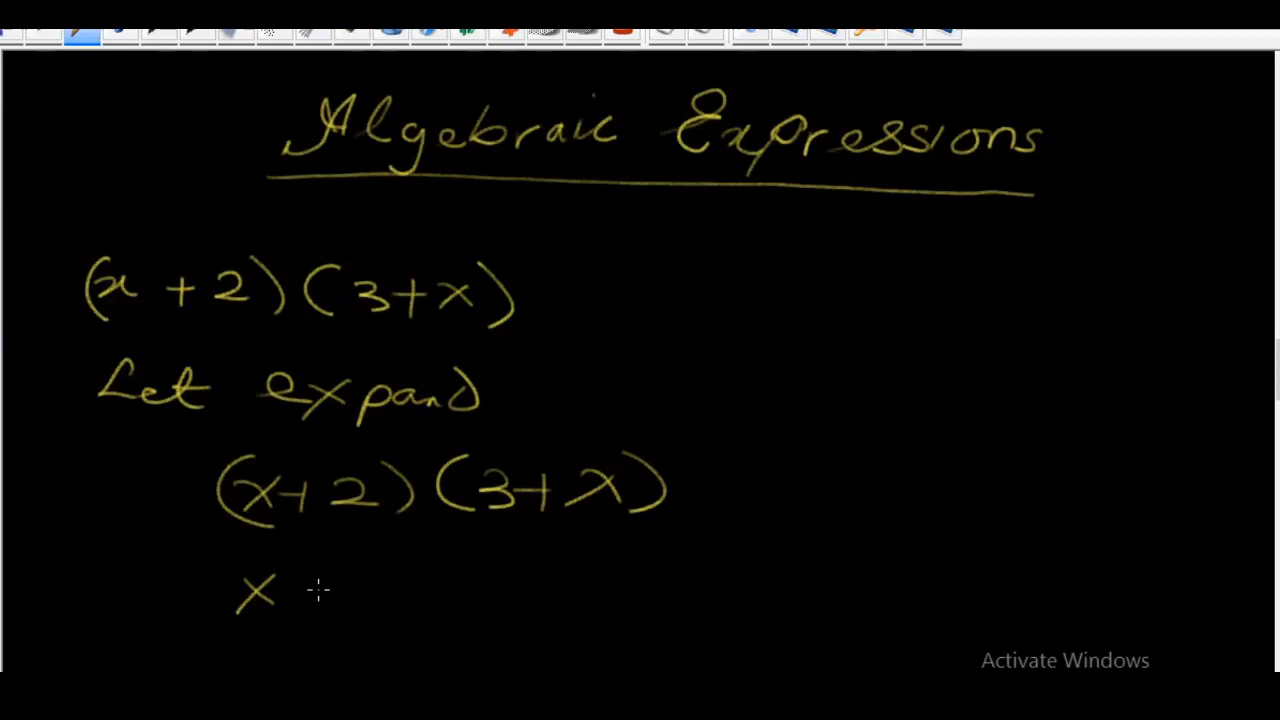 Algebraic Expressions
(x + 2) (3 + x)
Let expand
(x + 2) (3 + x)
x
Activate Windows